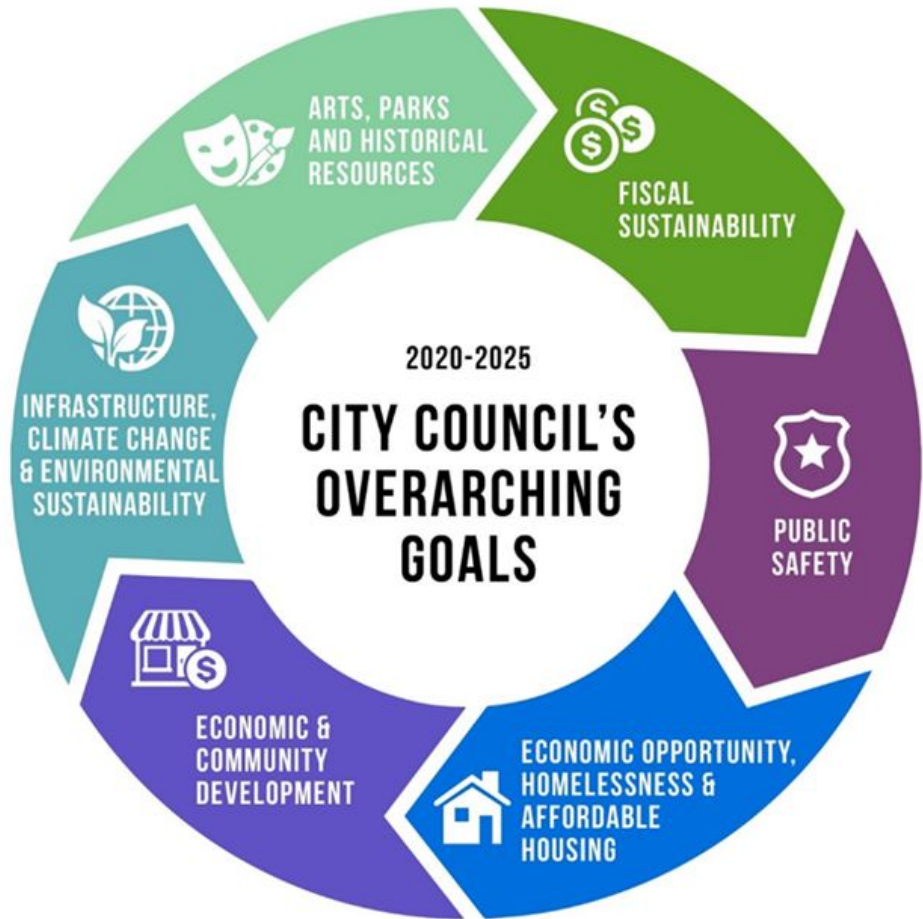 2020-2025
CITY COUNCIL'S
OVERARCHING
GOALS
FISCAL
SUSTAINABILITY
PUBLIC
SAFETY
ECONOMIC OPPORTUNITY,
HOMELESSNESS &
AFFORDABLE
HOUSING
ECONOMIC &
COMMUNITY
DEVELOPMENT
INFRASTRUCTURE,
CLIMATE CHANGE
& ENVIRONMENTAL
SUSTAINABILITY
ARTS, PARKS
AND HISTORICAL
RESOURCES
$
$
$
$